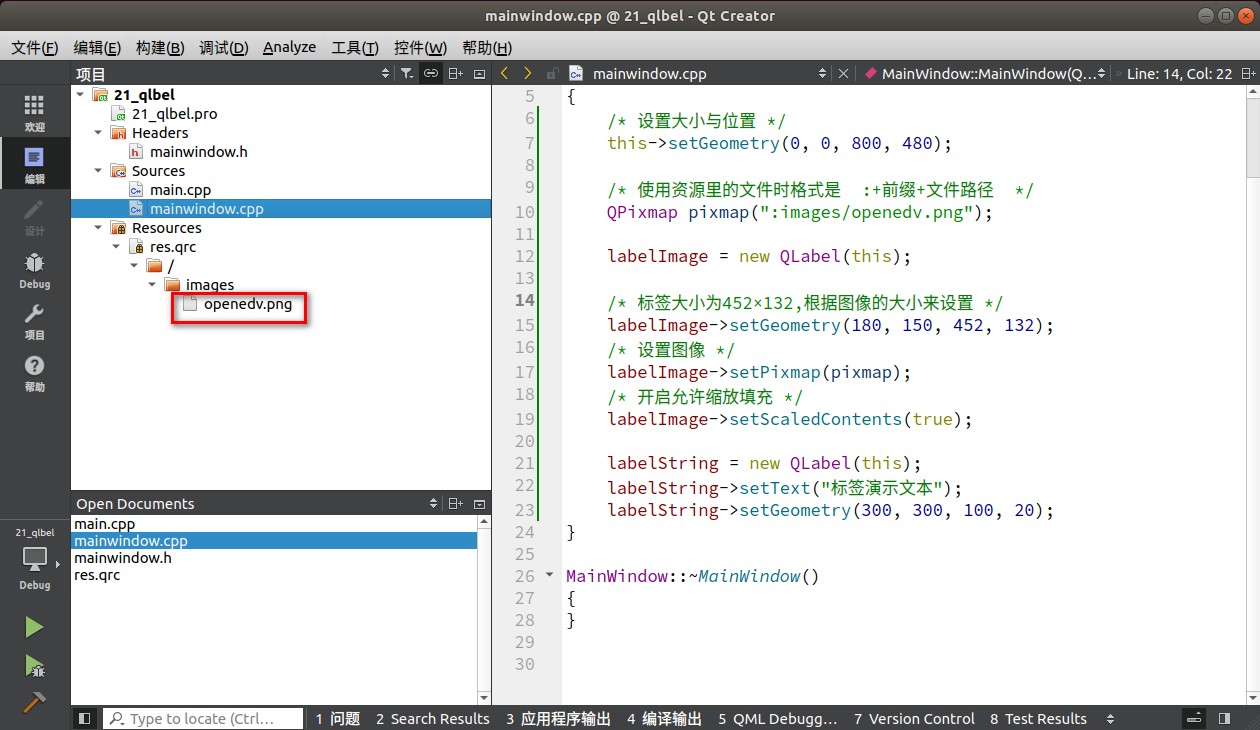 mainwindow.cpp @ 21_qlbel - Qt Creator
文件(F) 编辑(E) 构建(B) 调试(D) Analyze 工具(T) 控件(W) 帮助(H)
项目
mainwindow.cpp
MainWindow::MainWindow(Q...
Line: 14, Col: 22
欢迎
编辑
设计
Debug
项目
帮助
21_qlbel
Debug
21_qlbel
21_qlbel.pro
Headers
mainwindow.h
Sources
main.cpp
mainwindow.cpp
Resources
res.qrc
/
images
openedv.png
Open Documents
main.cpp
mainwindow.cpp
mainwindow.h
res.qrc
5 {
6 /* 设置大小与位置 */
7 this->setGeometry(0, 0, 800, 480);
8
9 /* 使用资源里的文件时格式是 :+前缀+文件路径 */
10 QPixmap pixmap(":images/openedv.png");
11
12 labelImage = new QLabel(this);
13
14 /* 标签大小为452×132,根据图像的大小来设置 */
15 labelImage->setGeometry(180, 150, 452, 132);
16 /* 设置图像 */
17 labelImage->setPixmap(pixmap);
18 /* 开启允许缩放填充 */
19 labelImage->setScaledContents(true);
20
21 labelString = new QLabel(this);
22 labelString->setText("标签演示文本");
23 labelString->setGeometry(300, 300, 100, 20);
24 }
25
26 MainWindow::~MainWindow()
27 {
28 }
29
30
Type to locate (Ctrl...
1 问题 2 Search Results 3 应用程序输出 4 编译输出 5 QML Debugg... 7 Version Control 8 Test Results